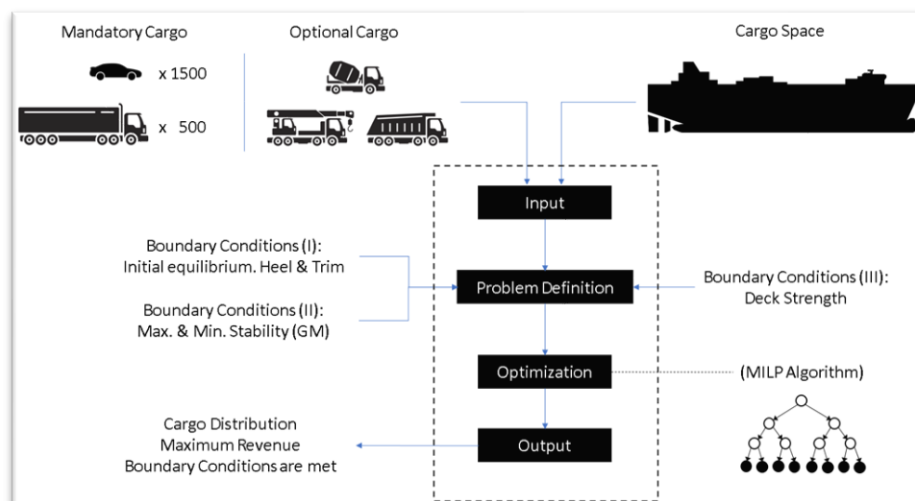 Mandatory Cargo
Optional Cargo
Cargo Space
x 1500
x 500
Input
Boundary Conditions (I):
Initial equilibrium. Heel & Trim
Problem Definition
Boundary Conditions (III):
Deck Strength
Boundary Conditions (II):
Max. & Min. Stability (GM)
Optimization
(MILP Algorithm)
Cargo Distribution
Maximum Revenue
Boundary Conditions are met
Output